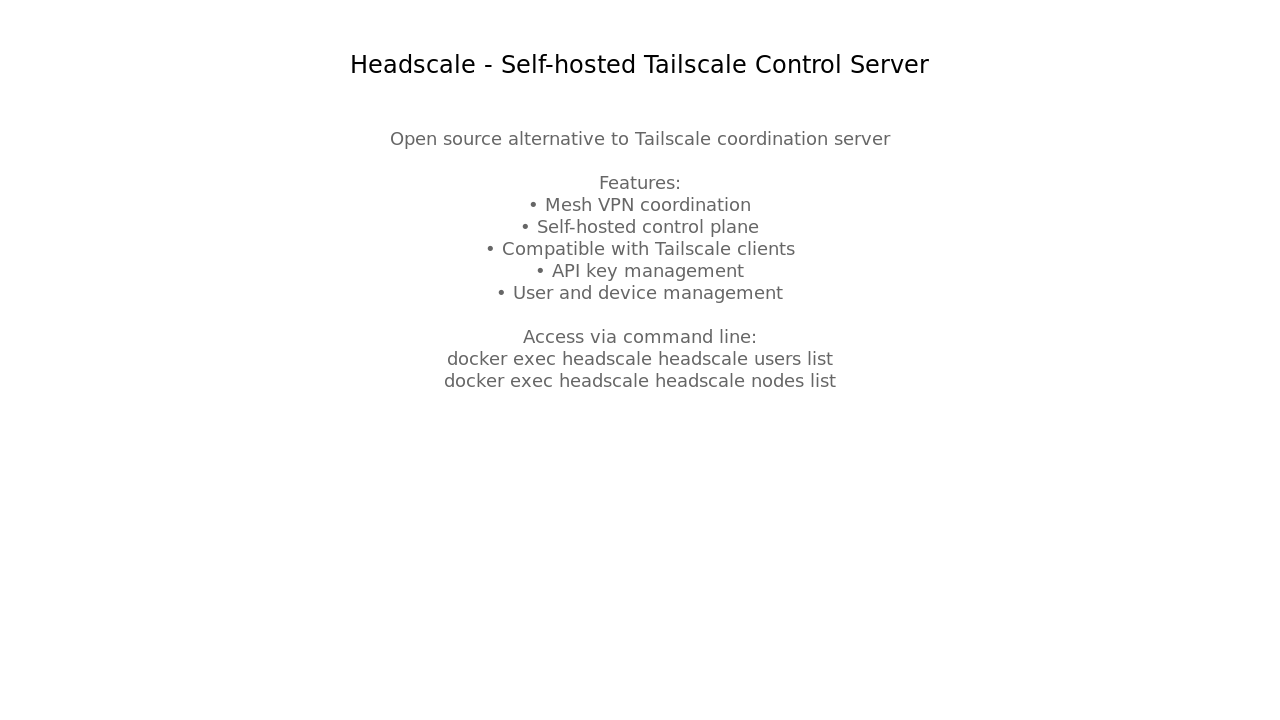 Headscale - Self-hosted Tailscale Control Server
Open source alternative to Tailscale coordination server
Features:
• Mesh VPN coordination
• Self-hosted control plane
• Compatible with Tailscale clients
• API key management
• User and device management
Access via command line:
docker exec headscale headscale users list
docker exec headscale headscale nodes list